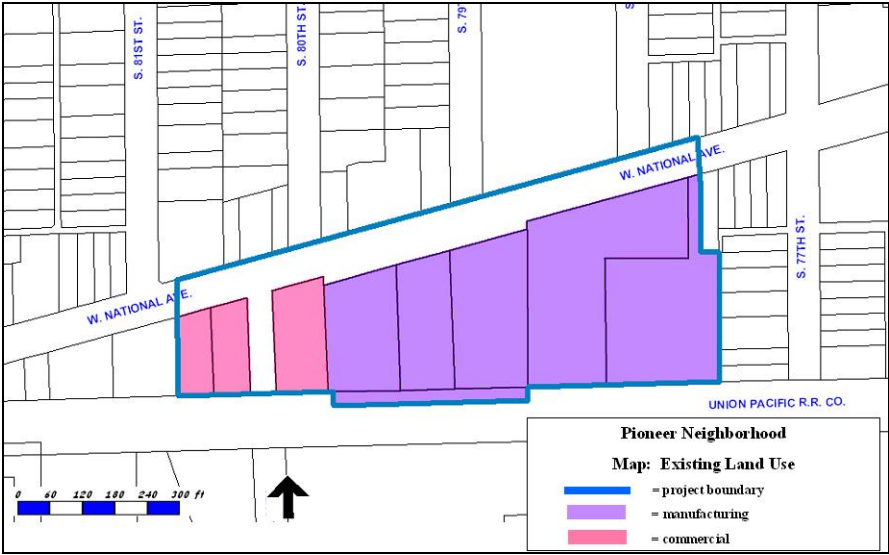 S. 81ST ST.
S. 80TH ST.
S. 79T
S
W. NATIONAL AVE.
W. NATIONAL AVE.
S. 77TH ST.
UNION PACIFIC R.R. CO.
Pioneer Neighborhood
Map: Existing Land Use
= project boundary
= manufacturing
= commercial
0 60 120 180 240 300 ft